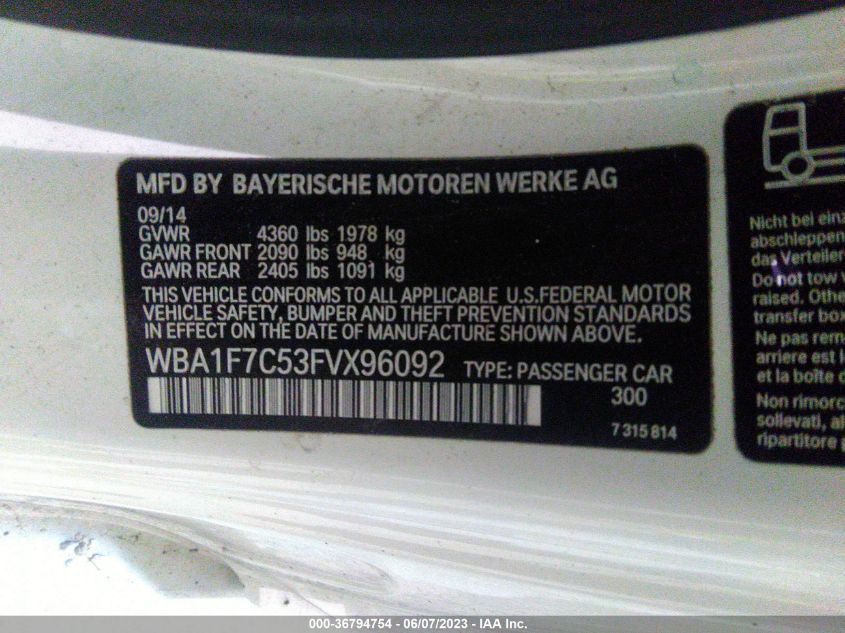 MFD BY BAYERISCHE MOTOREN WERKE AG
09/14
GVWR 4360 lbs 1978 kg
GAWR FRONT 2090 lbs 948 kg
GAWR REAR 2405 lbs 1091 kg
THIS VEHICLE CONFORMS TO ALL APPLICABLE U.S.FEDERAL MOTOR
VEHICLE SAFETY, BUMPER AND THEFT PREVENTION STANDARDS
IN EFFECT ON THE DATE OF MANUFACTURE SHOWN ABOVE.
WBA1F7C53FVX96092 TYPE: PASSENGER CAR
300
7 315 814
Nicht bei einz
abschleppen
das Verteiler
Do not tow v
raised. Othe
transfer box
Ne pas rem
arriere est l
et la boîte d
Non rimorc
sollevati, al
ripartitore p
000-36794754 - 06/07/2023 - IAA Inc.